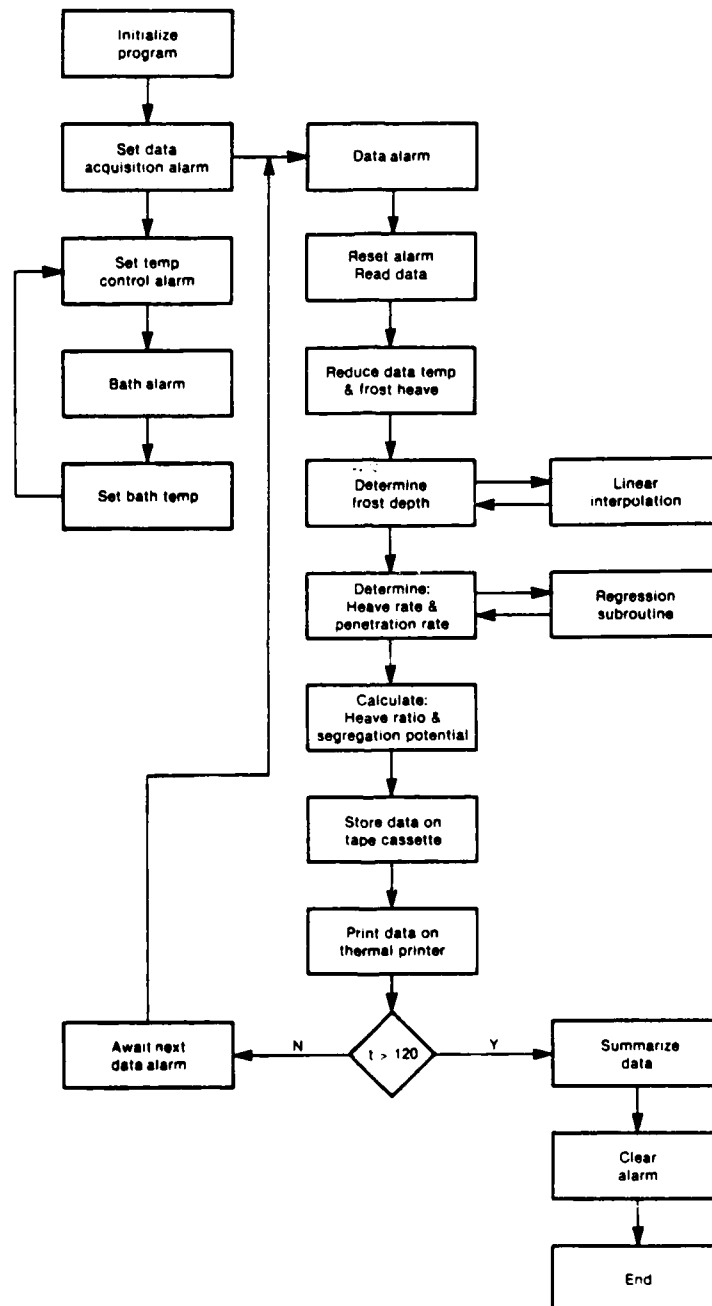 Initialize
program
Set data
acquisition alarm
Data alarm
Set temp
control alarm
Reset alarm
Read data
Bath alarm
Reduce data temp
& frost heave
Set bath temp
Determine
frost depth
Linear
interpolation
Determine:
Heave rate &
penetration rate
Regression
subroutine
Calculate:
Heave ratio &
segregation potential
Store data on
tape cassette
Print data on
thermal printer
Await next
data alarm
N
t > 120
Y
Summarize
data
Clear
alarm
End